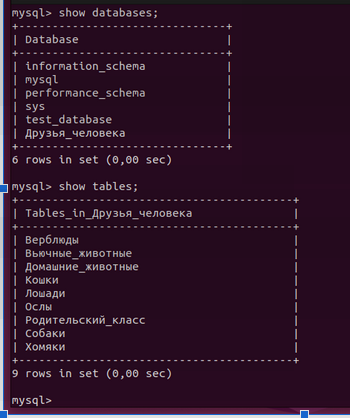 mysql> show databases;
+--------------------------------+
| Database                       |
+--------------------------------+
| information_schema             |
| mysql                          |
| performance_schema             |
| sys                            |
| test_database                  |
| Друзья_человека                |
+--------------------------------+
6 rows in set (0,00 sec)
mysql> show tables;
+------------------------------------------+
| Tables_in_Друзья_человека                |
+------------------------------------------+
| Верблюды                                 |
| Вьючные_животные                         |
| Домашние_животные                        |
| Кошки                                    |
| Лошади                                   |
| Ослы                                     |
| Родительский_класс                       |
| Собаки                                   |
| Хомяки                                   |
+------------------------------------------+
9 rows in set (0,00 sec)
mysql>